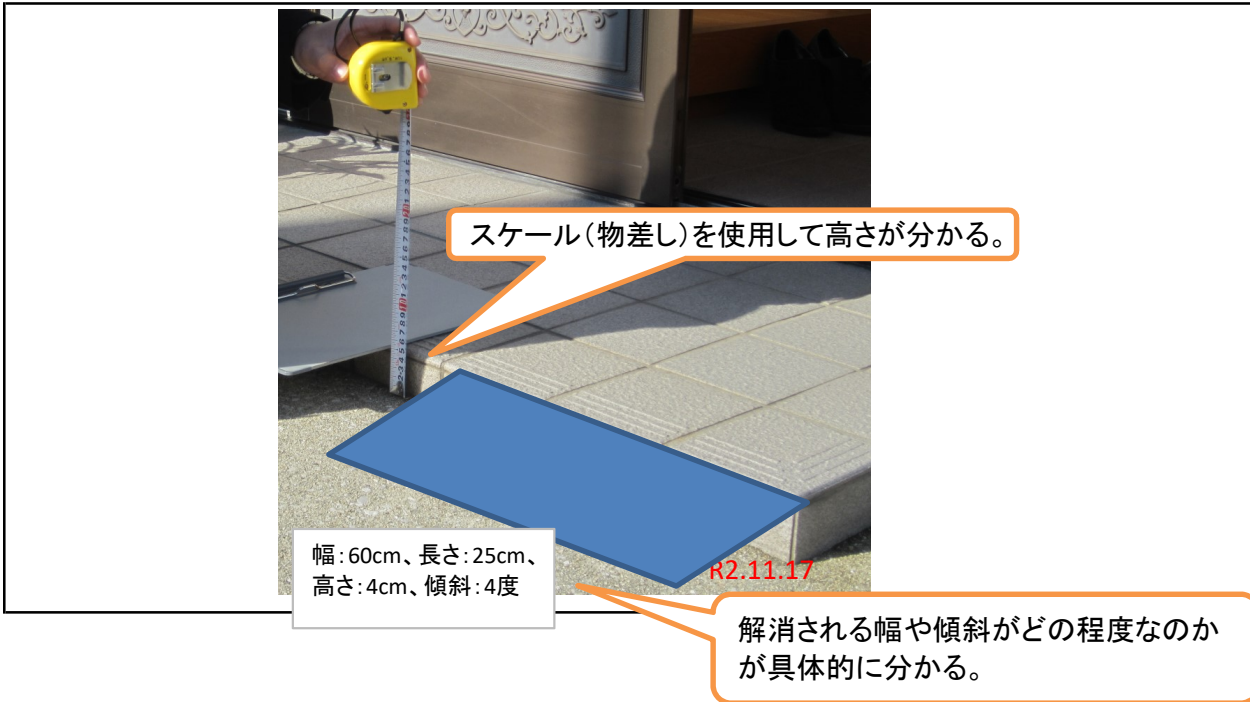 スケール（物差し）を使用して高さが分かる。
幅：60cm、長さ：25cm、
高さ：4cm、傾斜：4度
R2.11.17
解消される幅や傾斜がどの程度なのか
が具体的に分かる。